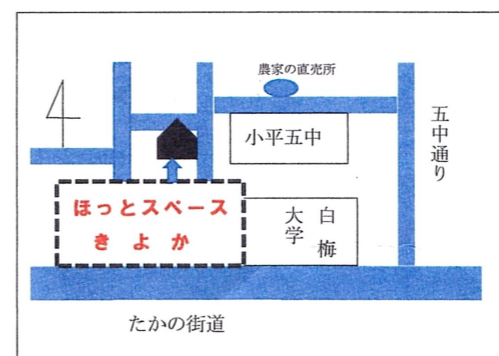 農家の直売所
小平五中
五中通り
ほっとスペース
きよか
白梅
大学
たかの街道